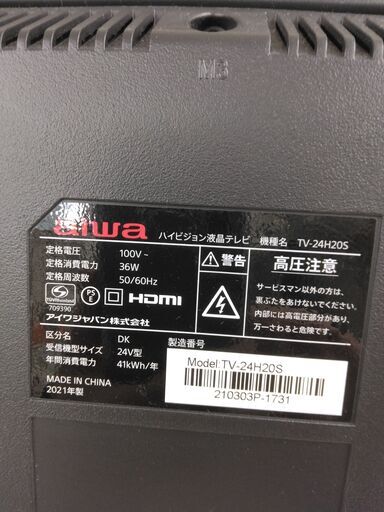 M3
aiwa ハイビジョン液晶テレビ 機種名 TV-24H20S
定格電圧 100V~
定格消費電力 36W
定格周波数 50/60Hz
TÜVRheinland
709390
PS
E
HDMI
アイワジャパン株式会社
警告 高圧注意
サービスマン以外の方は、
裏ぶたをあけないでください。
内部には高電圧部分があり、
万一さわると危険です。
区分名 DK
受信機型サイズ 24V型
年間消費電力 41kWh/年
MADE IN CHINA
2021年製
製造番号
Model:TV-24H20S
210303P-1731